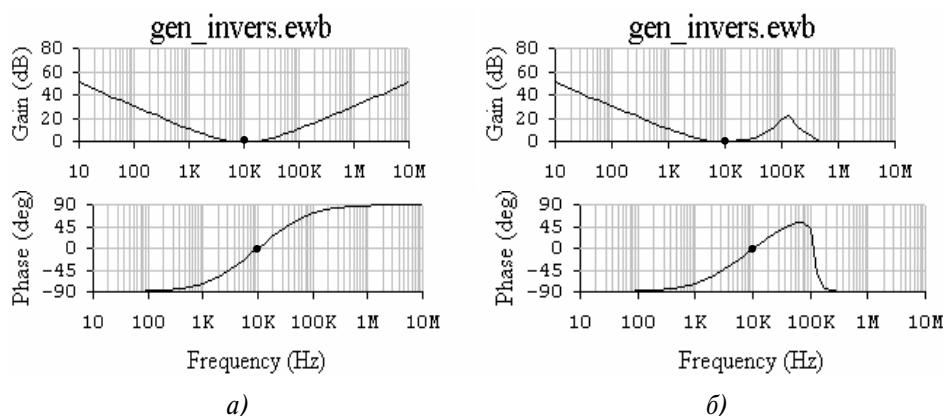 gen_invers.ewb
Gain (dB)
80
60
40
20
0
10 100 1K 10K 100K 1M 10M
Phase (deg)
90
45
0
-45
-90
10 100 1K 10K 100K 1M 10M
Frequency (Hz)
а)
gen_invers.ewb
Gain (dB)
80
60
40
20
0
10 100 1K 10K 100K 1M 10M
Phase (deg)
90
45
0
-45
-90
10 100 1K 10K 100K 1M 10M
Frequency (Hz)
б)